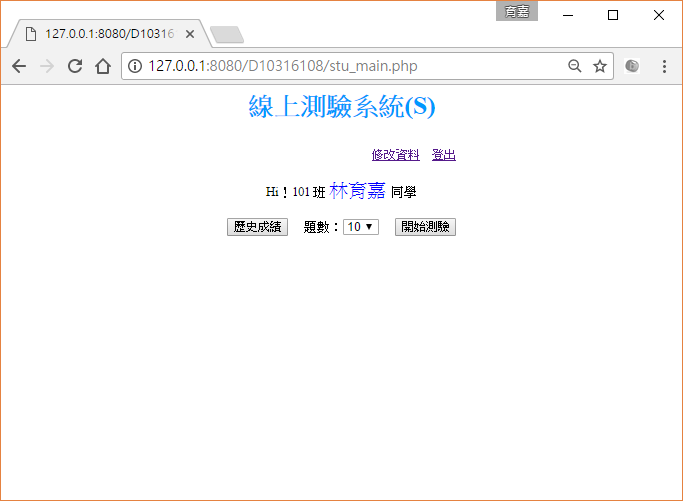 育嘉
127.0.0.1:8080/D10316
127.0.0.1:8080/D10316108/stu_main.php
線上測驗系統(S)
修改資料 登出
Hi！101 班 林育嘉 同學
歷史成績 題數：10 ▼ 開始測驗